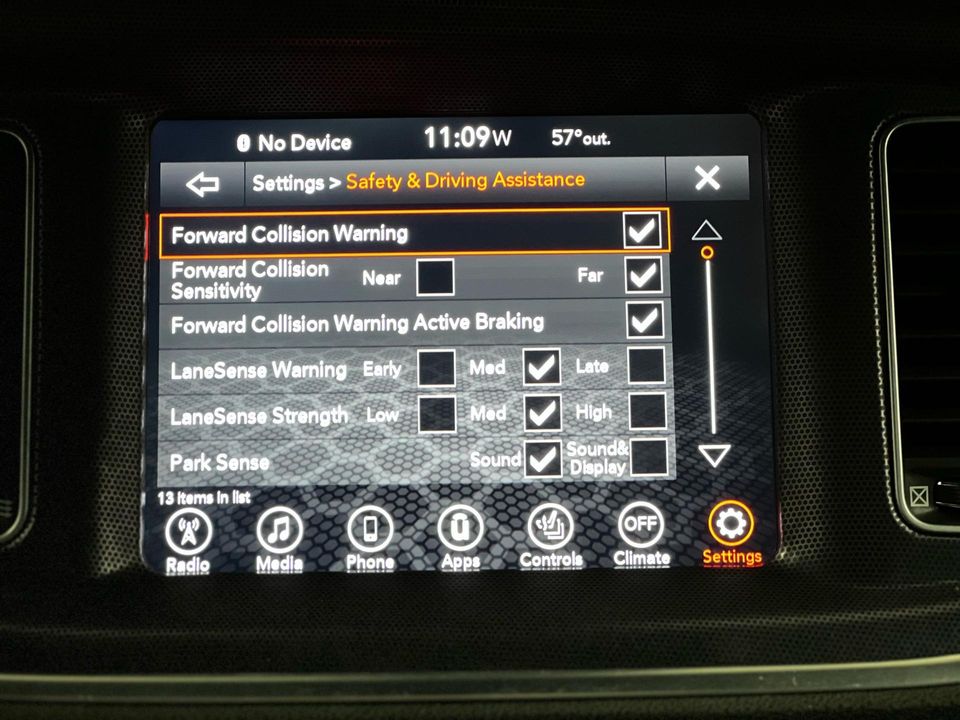 No Device 11:09W 57°out.
Settings > Safety & Driving Assistance
Forward Collision Warning
Forward Collision Near Far
Sensitivity
Forward Collision Warning Active Braking
LaneSense Warning Early Med Late
LaneSense Strength Low Med High
Park Sense Sound Sound&
Display
13 items in list
OFF
Radio Media Phone Apps Controls Climate Settings